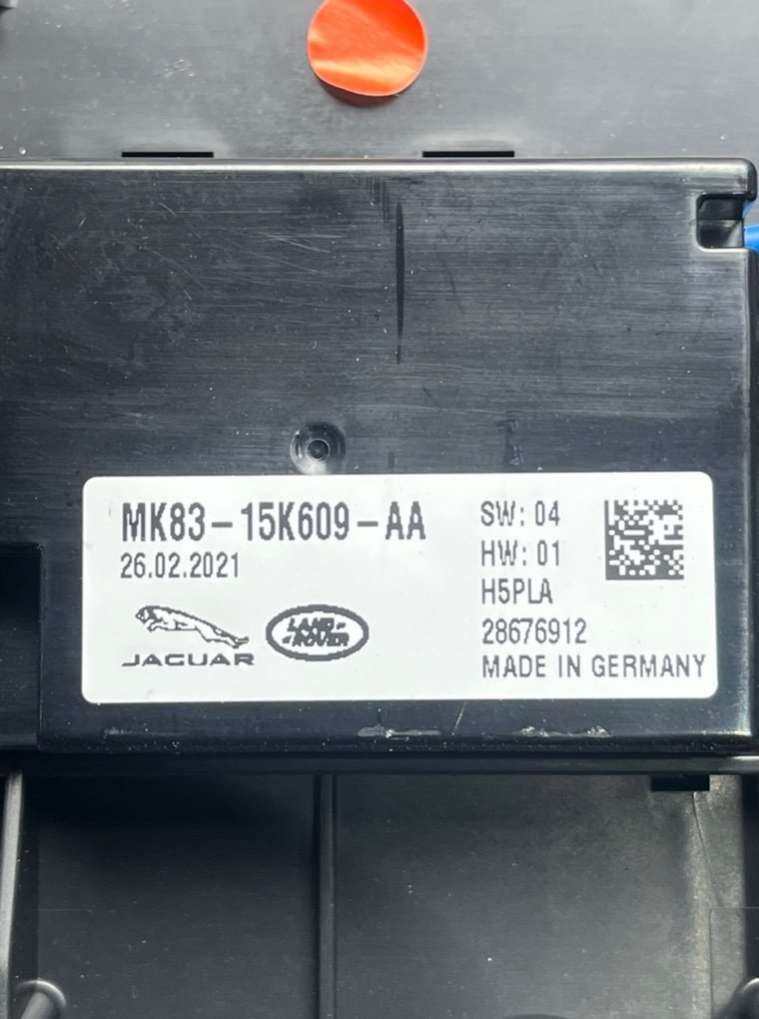 MK83-15K609-AA
26.02.2021
JAGUAR
LAND-
-ROVER
SW: 04
HW: 01
H5PLA
28676912
MADE IN GERMANY